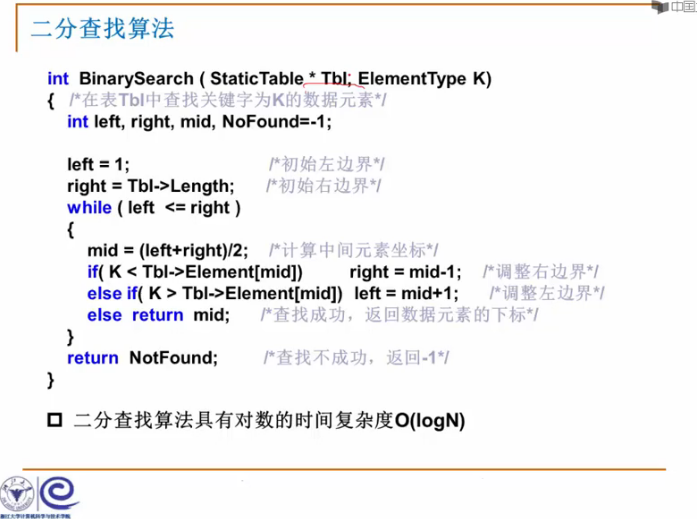 中国
二分查找算法
int BinarySearch ( StaticTable * Tbl, ElementType K)
{ /*在表Tbl中查找关键字为K的数据元素*/
int left, right, mid, NoFound=-1;
left = 1; /*初始左边界*/
right = Tbl->Length; /*初始右边界*/
while ( left <= right )
{
mid = (left+right)/2; /*计算中间元素坐标*/
if( K < Tbl->Element[mid]) right = mid-1; /*调整右边界*/
else if( K > Tbl->Element[mid]) left = mid+1; /*调整左边界*/
else return mid; /*查找成功，返回数据元素的下标*/
}
return NotFound; /*查找不成功，返回-1*/
}
二分查找算法具有对数的时间复杂度O(logN)
浙江大学计算机科学与技术学院